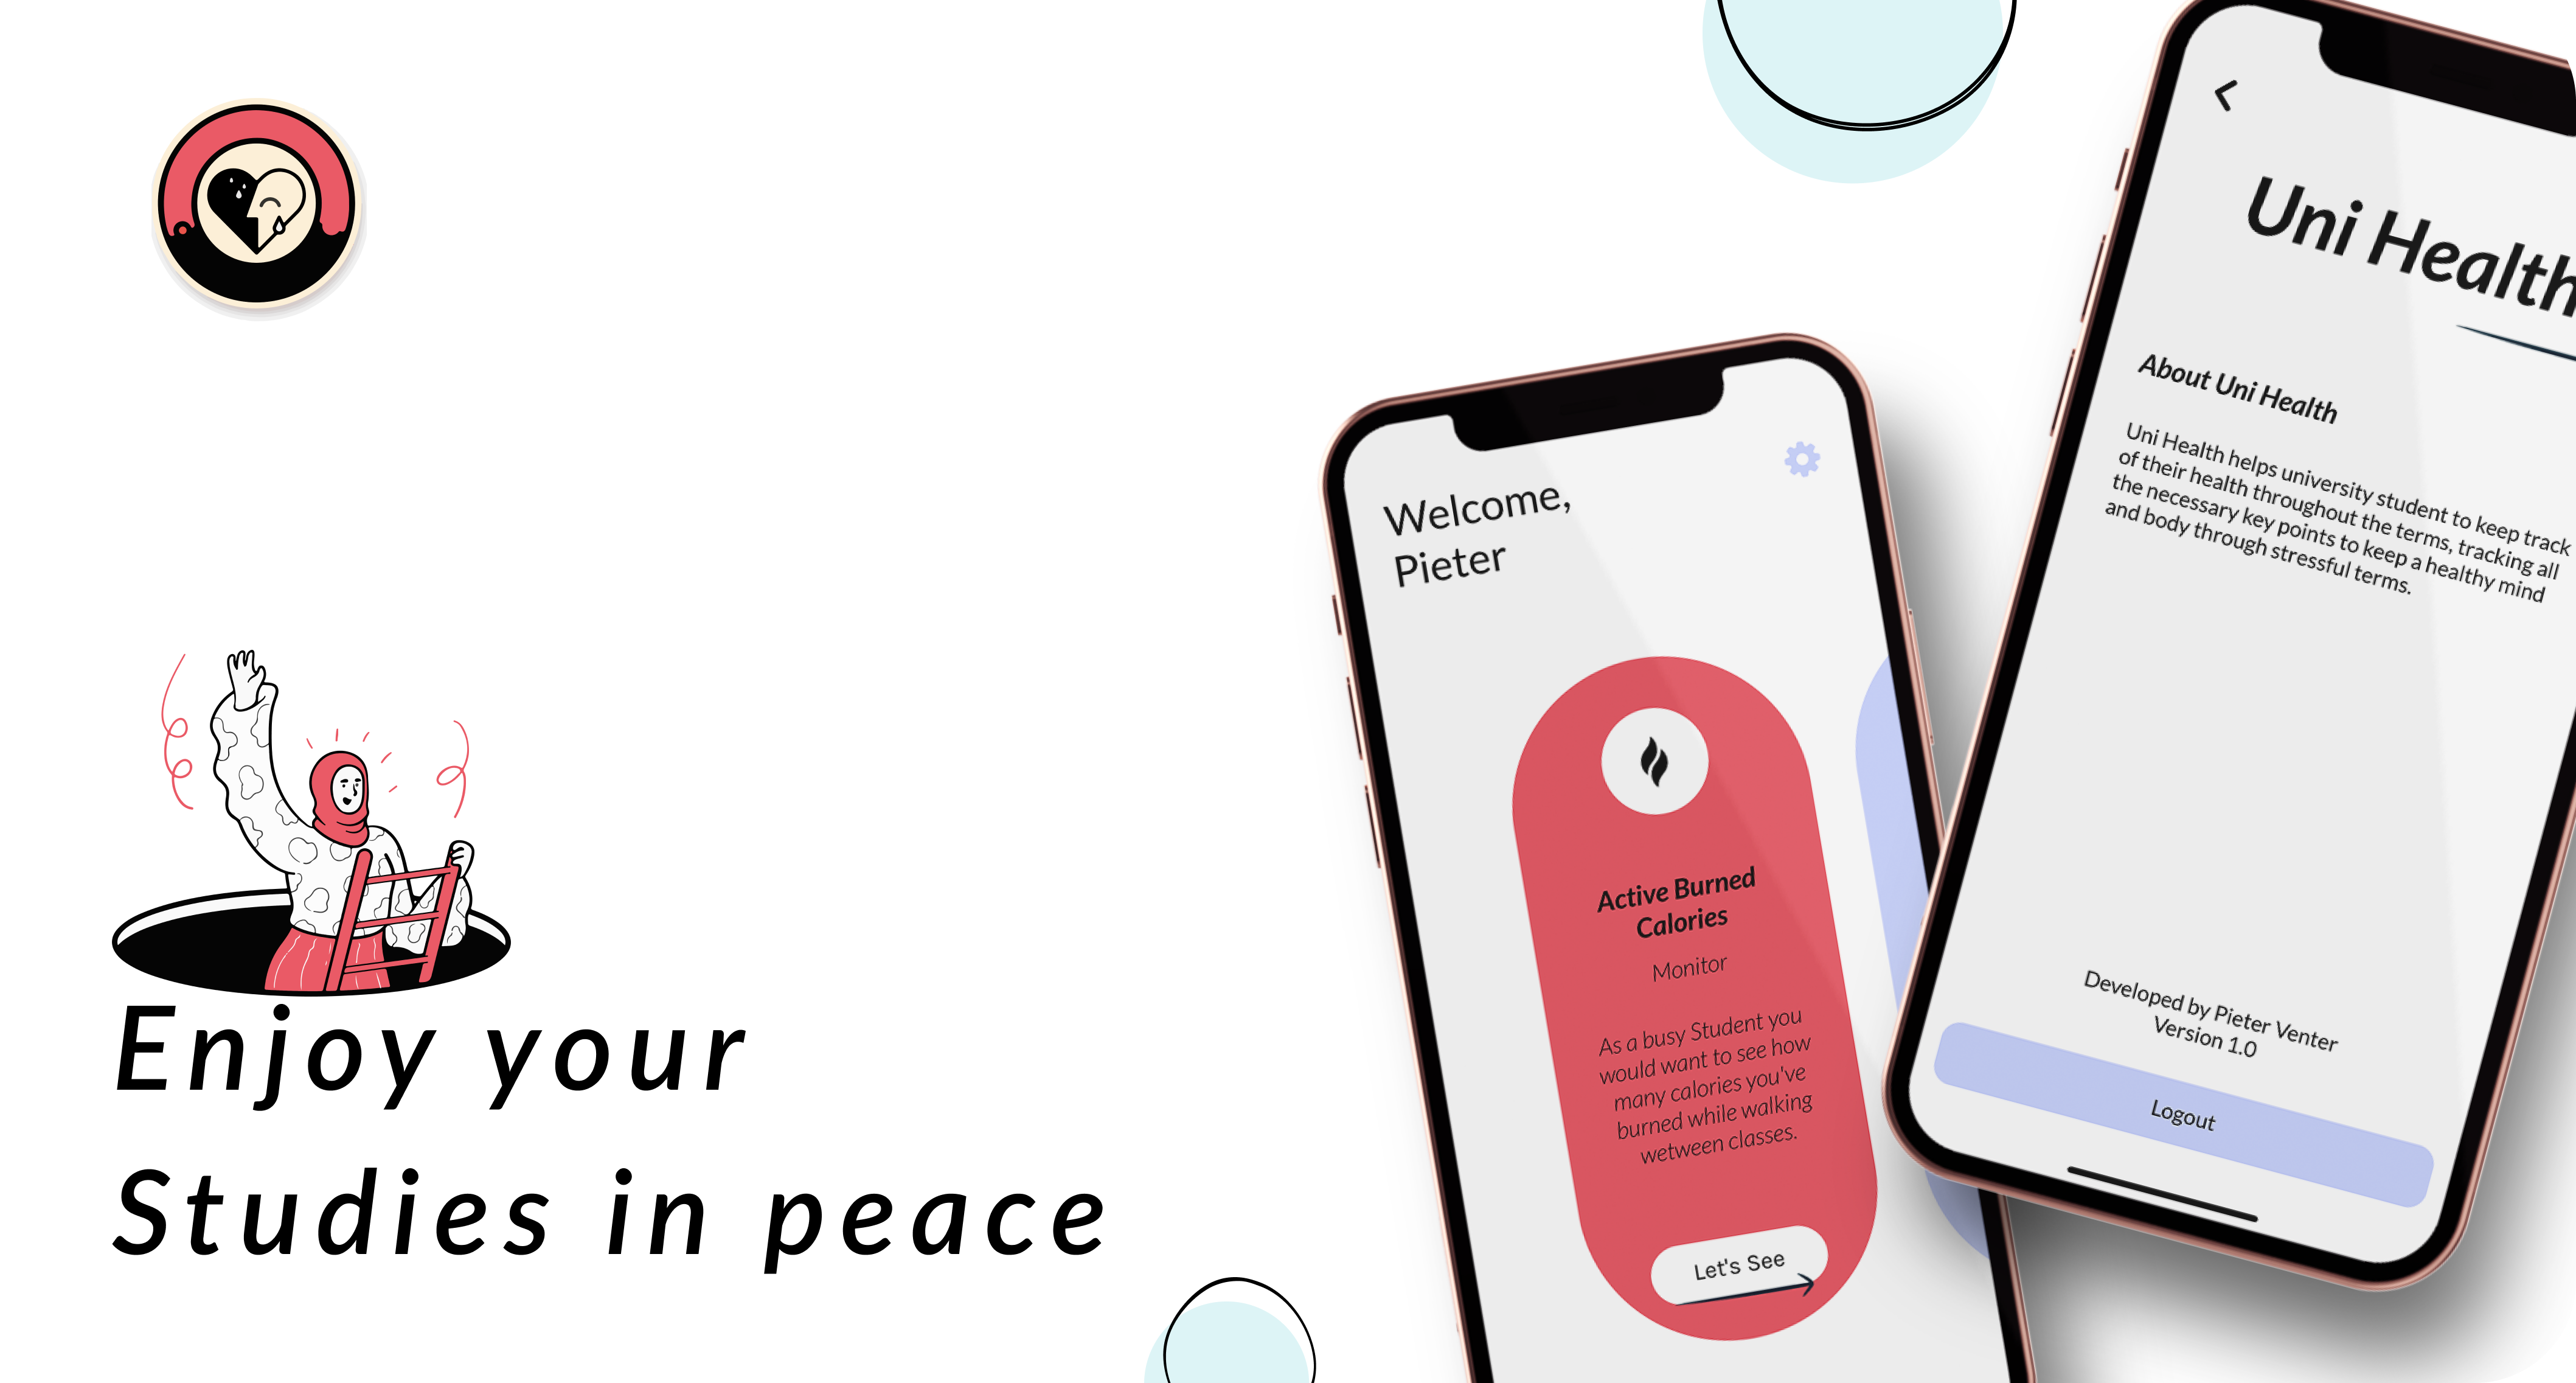 Enjoy your
Studies in peace
Welcome,
Pieter
Active Burned
Calories
Monitor
As a busy Student you
would want to see how
many calories you've
burned while walking
wetween classes.
Let's See
Uni Health
About Uni Health
Uni Health helps university student to keep track
of their health throughout the terms, tracking all
the necessary key points to keep a healthy mind
and body through stressful terms.
Developed by Pieter Venter
Version 1.0
Logout